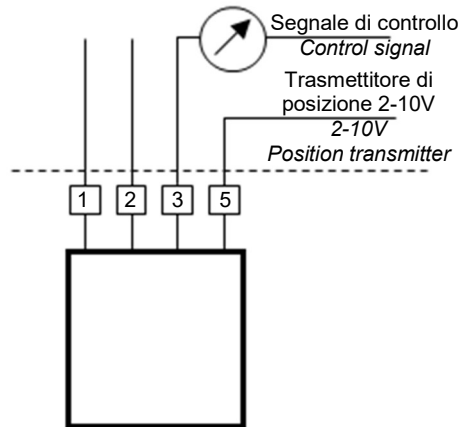 Segnale di controllo
Control signal
Trasmettitore di
posizione 2-10V
2-10V
Position transmitter
1 2 3 5